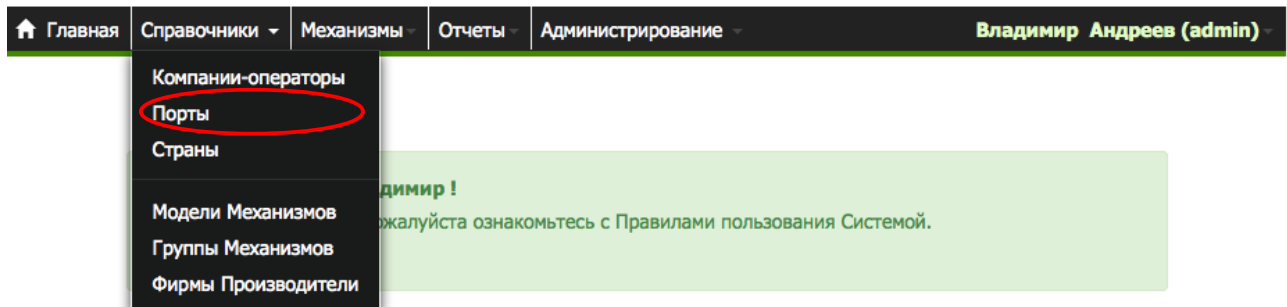 Главная Справочники Механизмы Отчеты Администрирование Владимир Андреев (admin)
Компании-операторы
Порты
Страны
димир !
Модели Механизмов
жалуйста ознакомьтесь с Правилами пользования Системой.
Группы Механизмов
Фирмы Производители